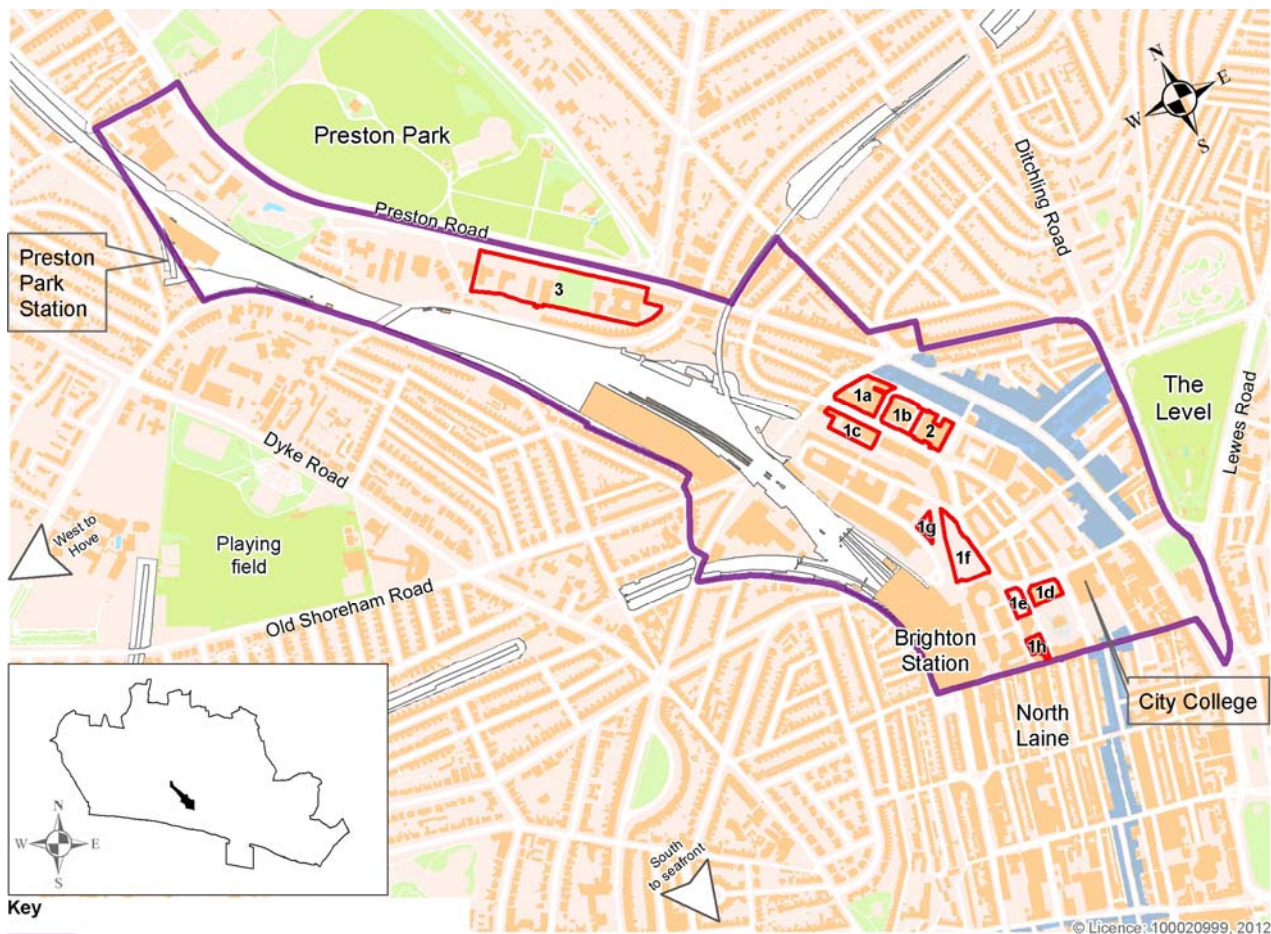 Preston Park
Preston Road
Ditchling Road
N
E
S
W
Preston
Park
Station
3
The
Level
Lewes Road
1a
1b
2
1c
Dyke Road
West to
Hove
Playing
field
1g
1f
Old Shoreham Road
1e
1d
1h
Brighton
Station
City College
North
Laine
N
W
E
S
South
to seafront
Key
© Licence: 100020999, 2012